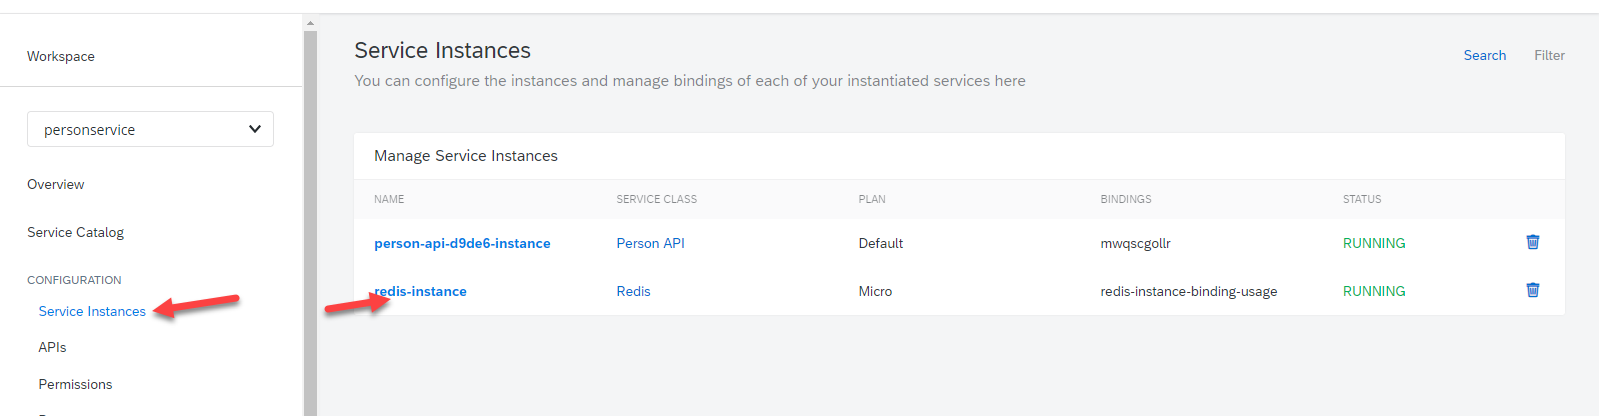 Workspace
personservice
Overview
Service Catalog
CONFIGURATION
Service Instances
APIs
Permissions
Service Instances
You can configure the instances and manage bindings of each of your instantiated services here
Search Filter
Manage Service Instances
NAME SERVICE CLASS PLAN BINDINGS STATUS
person-api-d9de6-instance Person API Default mwqscgollr RUNNING
redis-instance Redis Micro redis-instance-binding-usage RUNNING